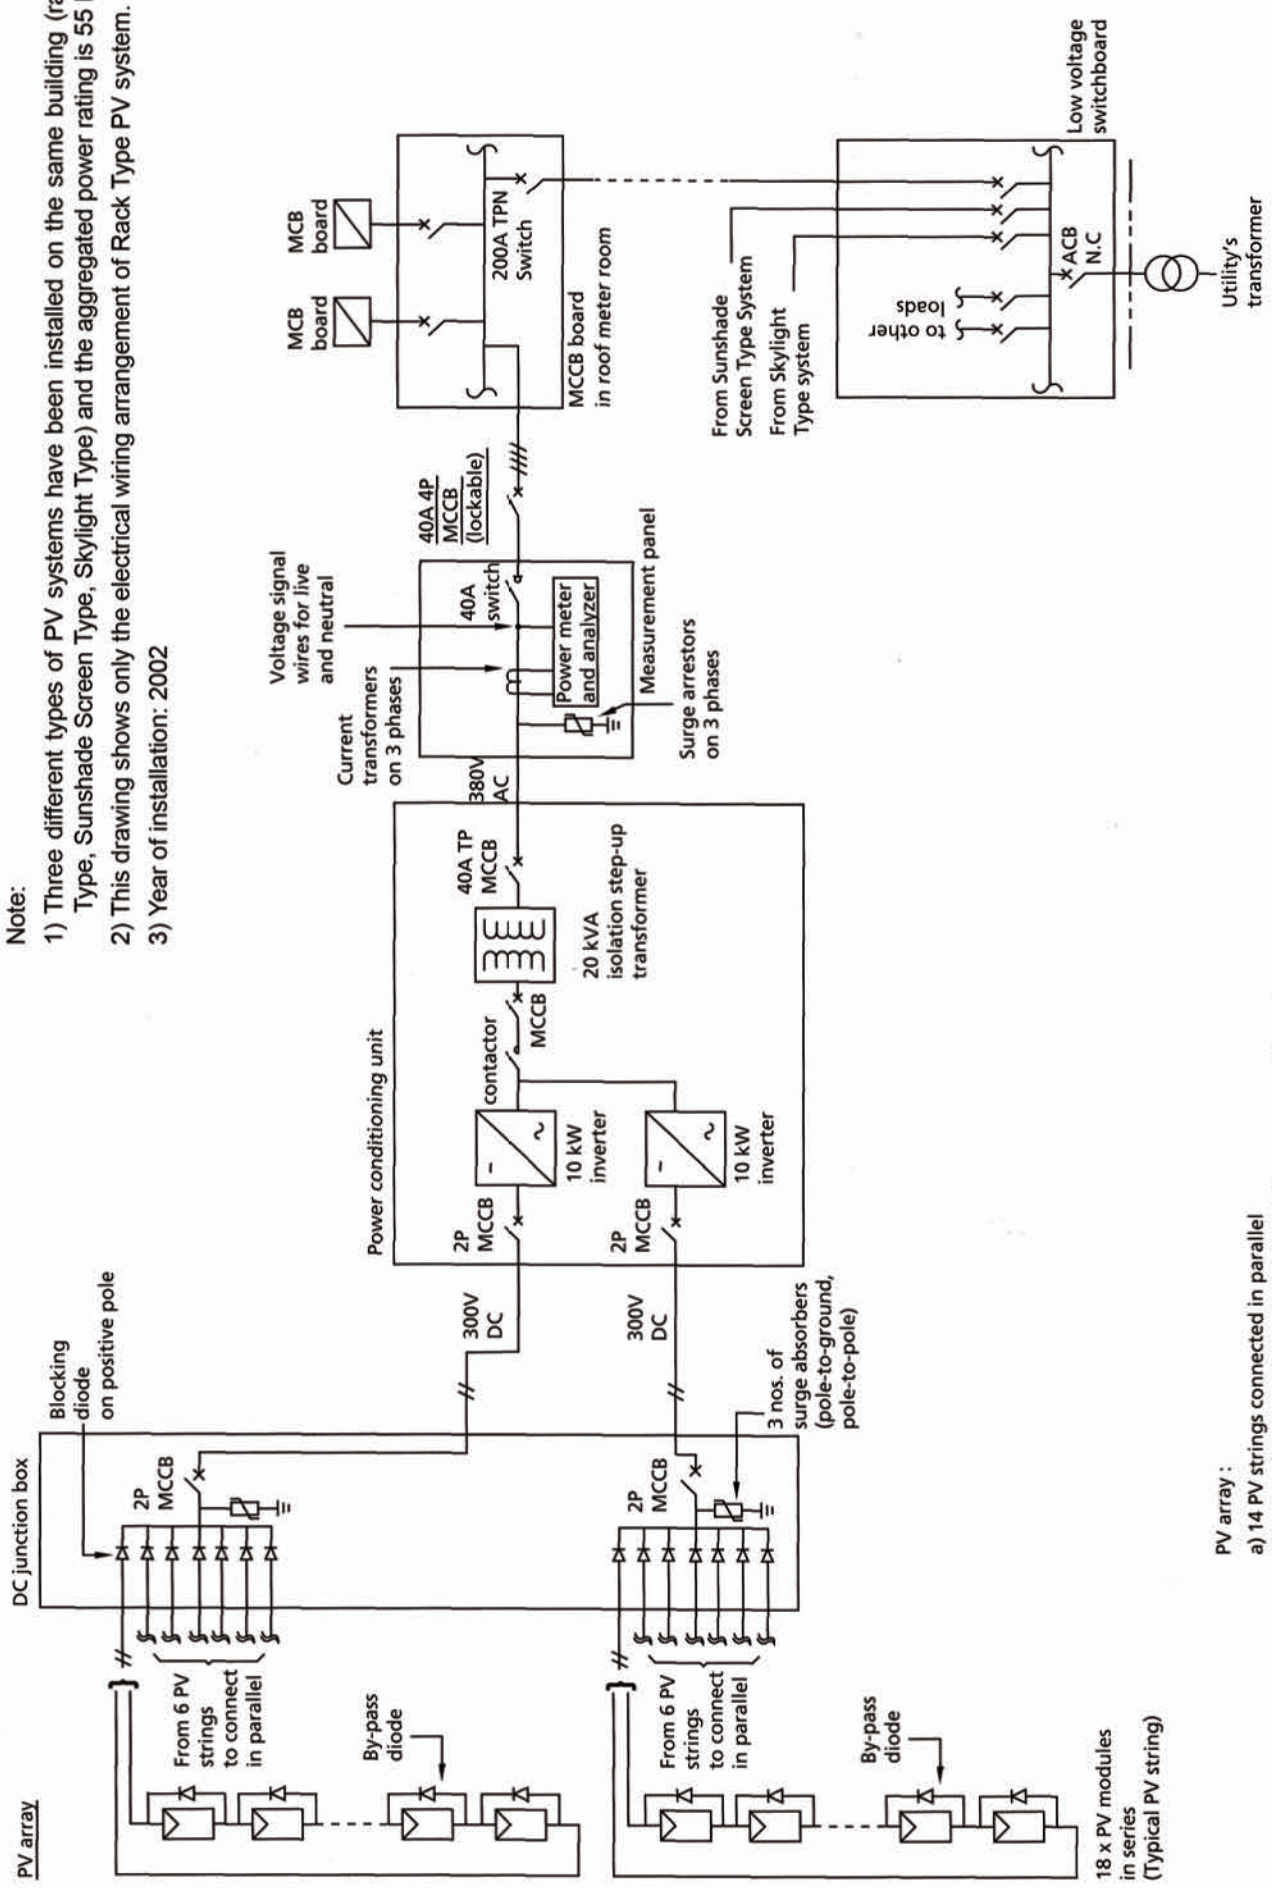 Note:
1) Three different types of PV systems have been installed on the same building
Type, Sunshade Screen Type, Skylight Type) and the aggregated power rating is 55
2) This drawing shows only the electrical wiring arrangement of Rack Type PV system.
3) Year of installation: 2002
PV array
DC junction box
Blocking
diode
on positive pole
2P
MCCB
From 6 PV
strings
to connect
in parallel
By-pass
diode
2P
MCCB
From 6 PV
strings
to connect
in parallel
By-pass
diode
3 nos. of
surge absorbers
(pole-to-ground,
pole-to-pole)
18 x PV modules
in series
(Typical PV string)
300V
DC
300V
DC
Power conditioning unit
2P
MCCB
10 kW
inverter
contactor
MCCB
2P
MCCB
10 kW
inverter
20 kVA
isolation step-up
transformer
40A TP
MCCB
380V
AC
Current
transformers
on 3 phases
Voltage signal
wires for live
and neutral
40A
switch
Power meter
and analyzer
Measurement panel
Surge arrestors
on 3 phases
40A 4P
MCCB
(lockable)
MCB
board
MCB
board
200A TPN
Switch
MCCB board
in roof meter room
From Sunshade
Screen Type System
From Skylight
Type system
to other
loads
ACB
N.C
Low voltage
switchboard
Utility's
transformer
PV array :
a) 14 PV strings connected in parallel